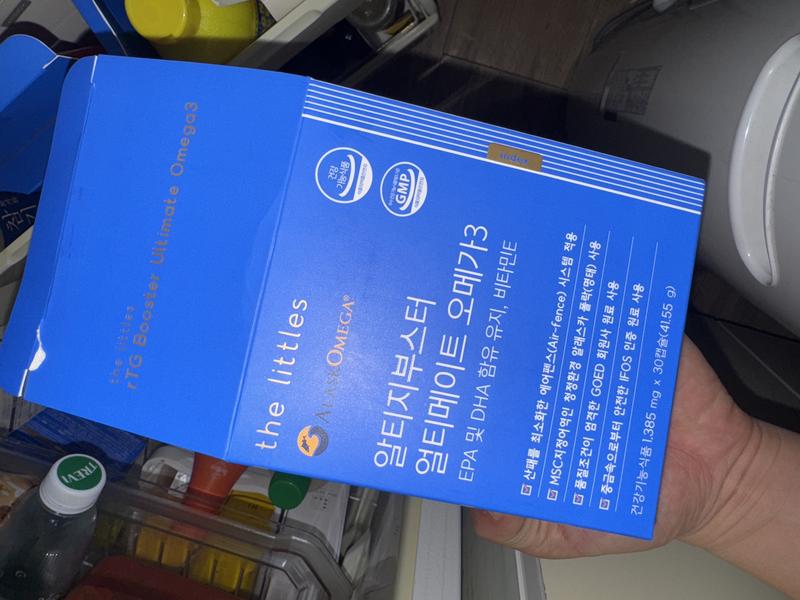 the littles
rTG Booster Ultimate Omega3
the littles
ALASKOMEGA®
건강
기능식품
GMP
알티지부스터
얼티메이트 오메가3
EPA 및 DHA 함유 유지, 비타민E
산패를 최소화한 에어펜스(Air-fence) 시스템 적용
MSC지정어역인 청정환경 알래스카 폴락(명태) 사용
품질조건이 엄격한 GOED 회원사 원료 사용
중금속으로부터 안전한 IFOS 인증 원료 사용
건강기능식품 1,385 mg x 30캡슐(41.55 g)
TREVI